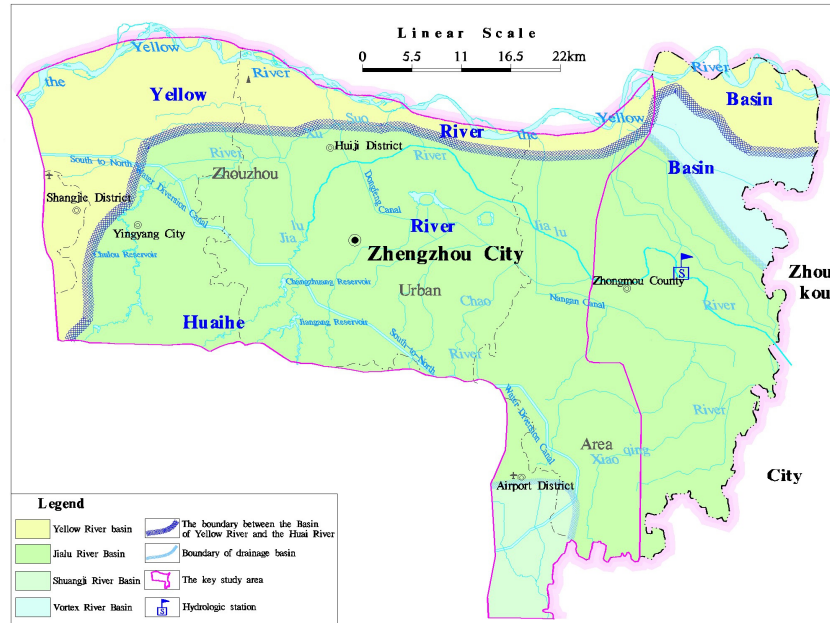 Linear Scale
0 5.5 11 16.5 22km
the Yellow River
Yellow River Basin
the Yellow River
Suo
Xu
River
River
Huiji District
South to North Water Diversion Canal
Zhouzhou
Dongfeng Canal
Shangjie District
Yingyang City
Basin
River
Jia lu
Jia lu
Zhengzhou City
Zhongmou County
S
Zhou
kou
City
Changzhuang Reservoir
Urban
Chao
River
Nangan Canal
River
Huaihe
Jiangang Reservoir
South-to-North
Water Diversion Canal
River
Area
Xiao qing
Airport District
Legend
Yellow River basin
The boundary between the Basin
of Yellow River and the Huai River
Jialu River Basin
Boundary of drainage basin
Shuangji River Basin
The key study area
Vortex River Basin
S
Hydrologic station